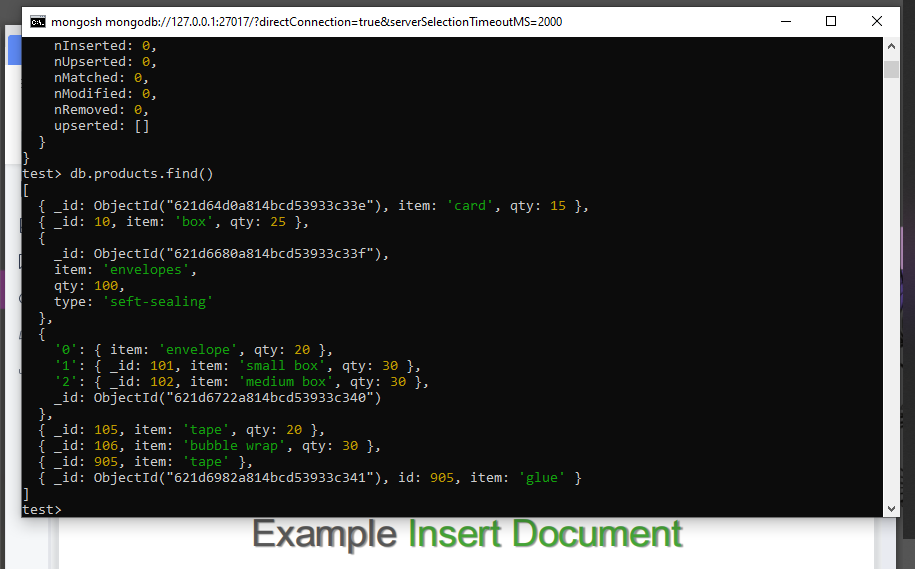 mongosh mongodb://127.0.0.1:27017/?directConnection=true&serverSelectionTimeoutMS=2000
    nInserted: 0,
    nUpserted: 0,
    nMatched: 0,
    nModified: 0,
    nRemoved: 0,
    upserted: []
  }
}
test> db.products.find()
[
  { _id: ObjectId("621d64d0a814bcd53933c33e"), item: 'card', qty: 15 },
  { _id: 10, item: 'box', qty: 25 },
  {
    _id: ObjectId("621d6680a814bcd53933c33f"),
    item: 'envelopes',
    qty: 100,
    type: 'seft-sealing'
  },
  {
    '0': { item: 'envelope', qty: 20 },
    '1': { _id: 101, item: 'small box', qty: 30 },
    '2': { _id: 102, item: 'medium box', qty: 30 },
    _id: ObjectId("621d6722a814bcd53933c340")
  },
  { _id: 105, item: 'tape', qty: 20 },
  { _id: 106, item: 'bubble wrap', qty: 30 },
  { _id: 905, item: 'tape' },
  { _id: ObjectId("621d6982a814bcd53933c341"), id: 905, item: 'glue' }
]
test>
Example Insert Document